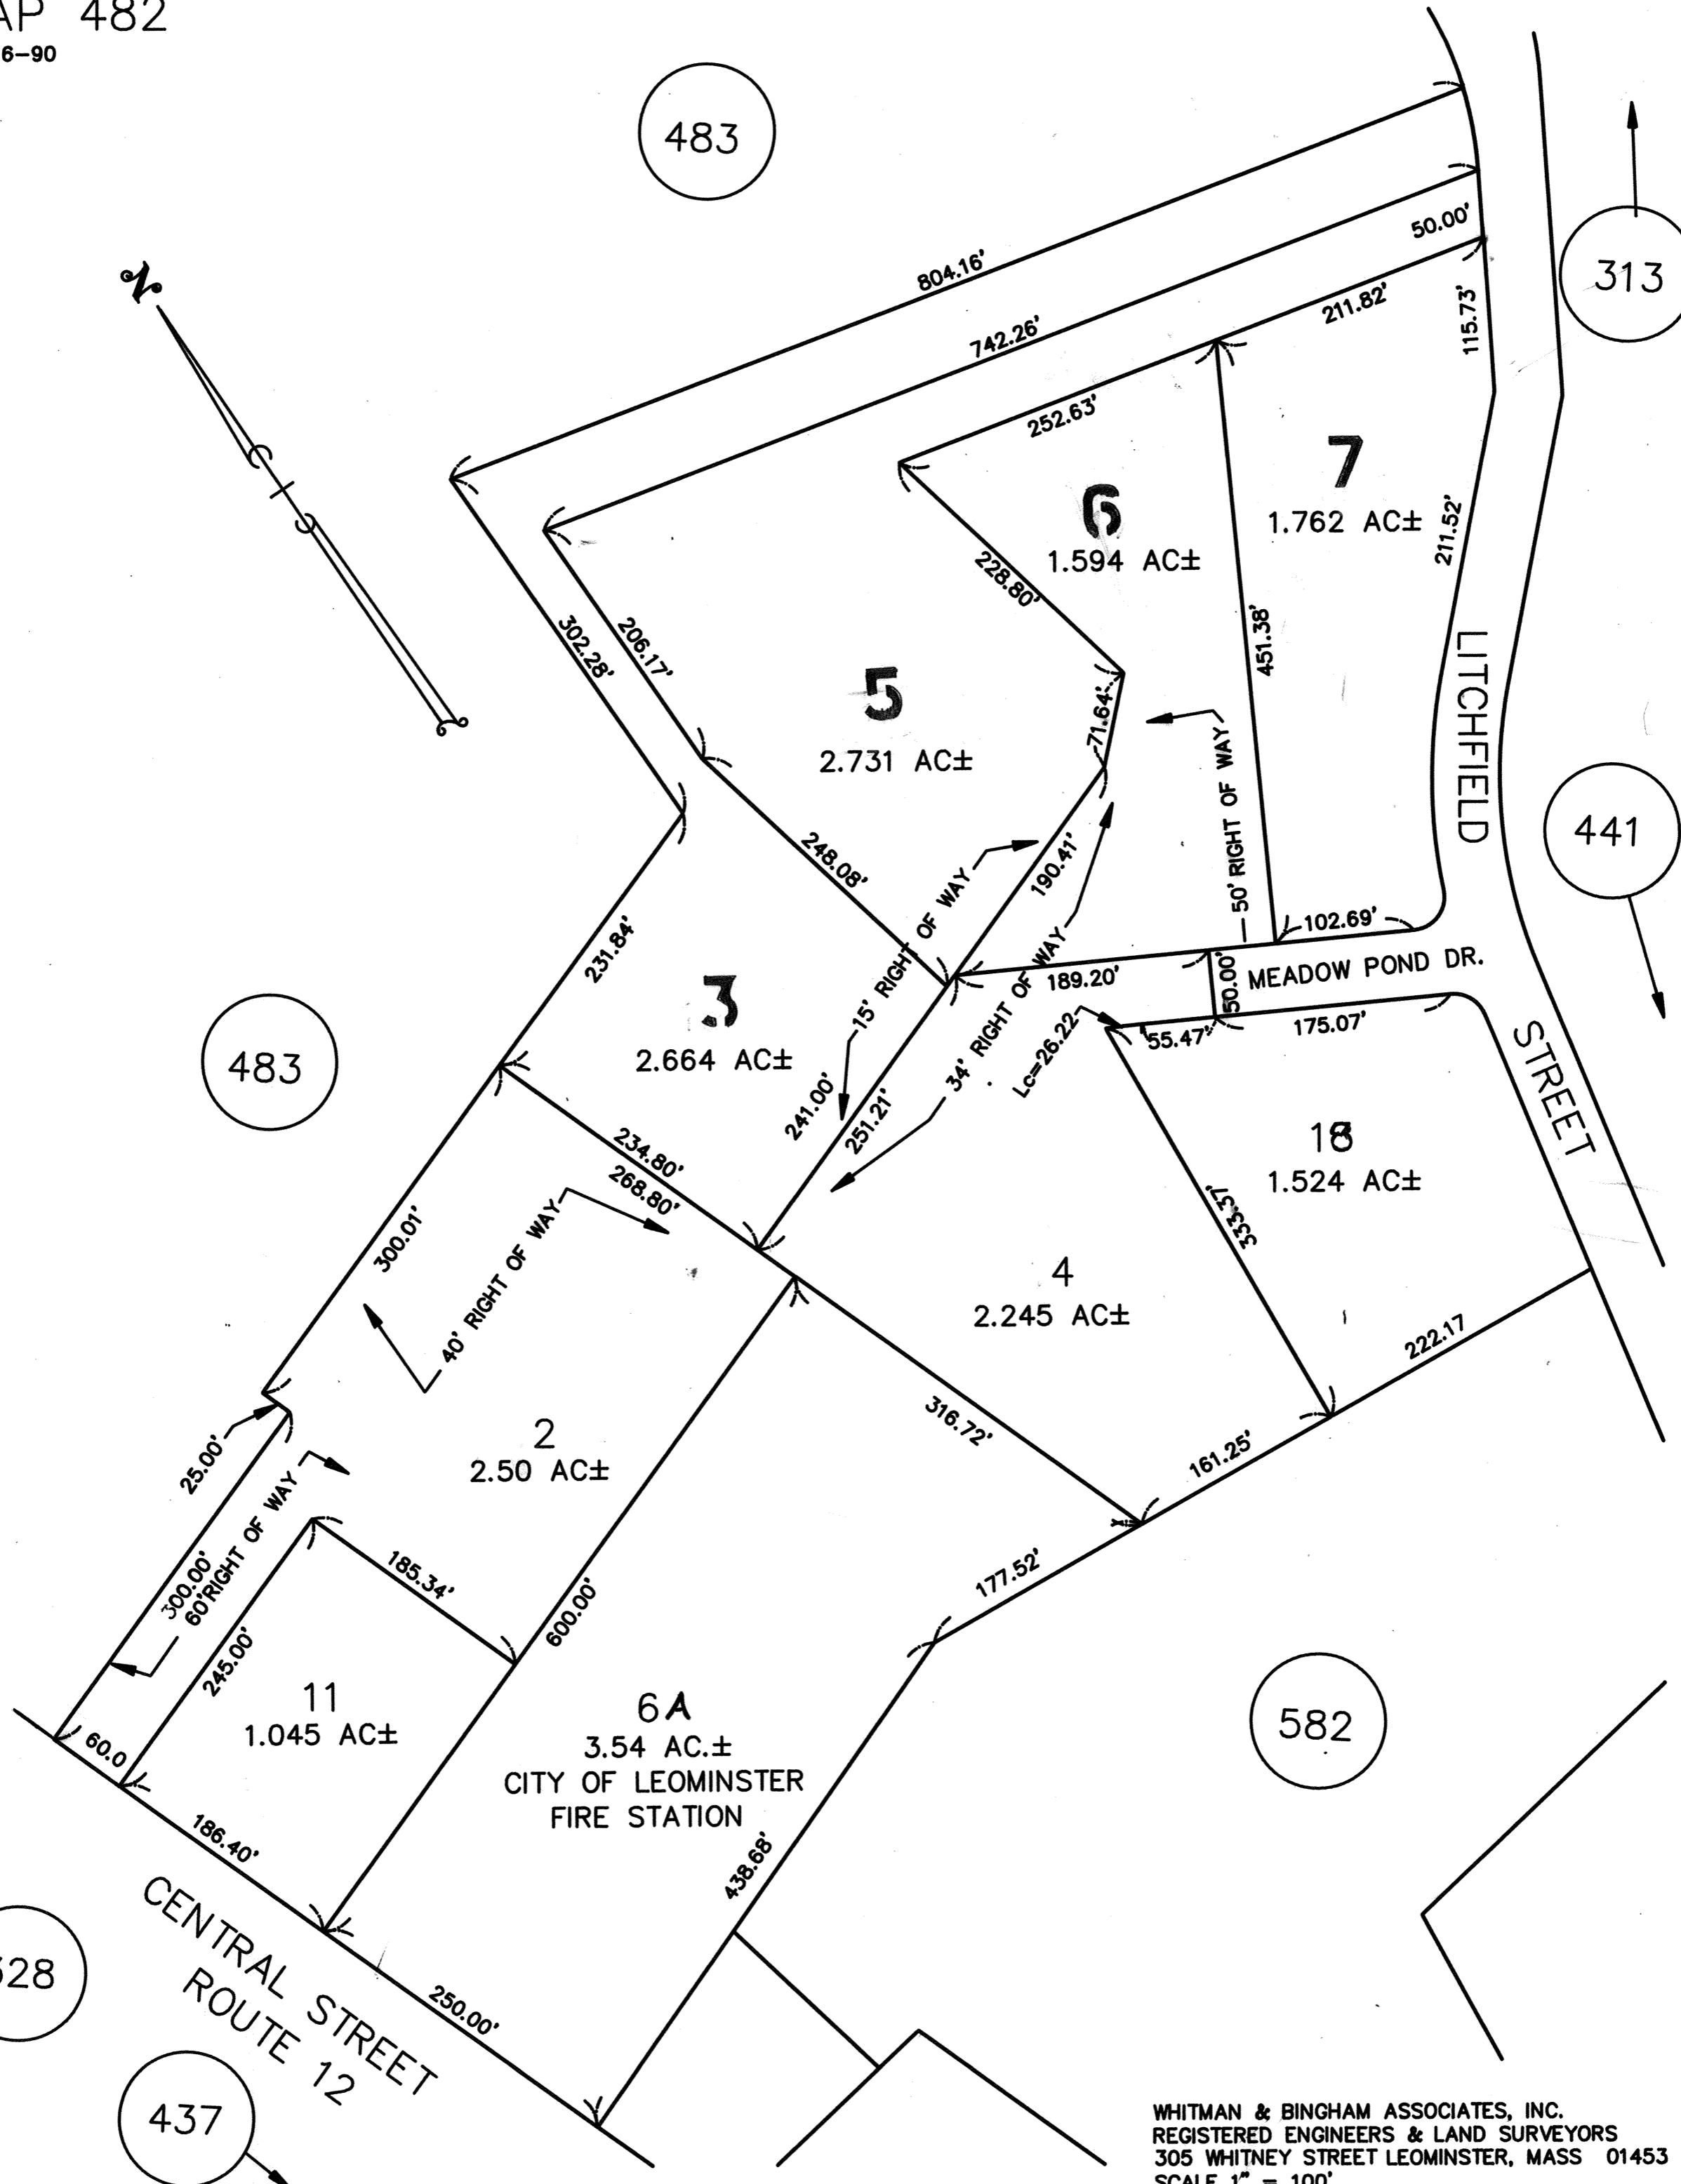 AP 482
6-90
483
804.16'
50.00'
313
742.26'
211.82'
115.73'
252.63'
7
1.762 AC±
6
1.594 AC±
211.52'
228.80'
302.28'
206.17'
451.38'
LITCHFIELD
5
2.731 AC±
71.64'
50' RIGHT OF WAY
441
248.08'
190.41'
15' RIGHT OF WAY
102.69'
231.84'
189.20'
50.00'
MEADOW POND DR.
3
2.664 AC±
34' RIGHT OF WAY
Lc=26.22
55.47'
175.07'
STREET
483
241.00'
251.21'
18
1.524 AC±
234.80'
268.80'
333.37'
300.01'
40' RIGHT OF WAY
4
2.245 AC±
222.17
316.72'
161.25'
25.00'
2
2.50 AC±
300.00'
60'RIGHT OF WAY
185.34'
177.52'
245.00'
600.00'
11
1.045 AC±
6A
3.54 AC.±
CITY OF LEOMINSTER
FIRE STATION
582
60.0
186.40'
438.68'
CENTRAL STREET
ROUTE 12
28
250.00'
437
WHITMAN & BINGHAM ASSOCIATES, INC.
REGISTERED ENGINEERS & LAND SURVEYORS
305 WHITNEY STREET LEOMINSTER, MASS 01453
SCALE 1" = 100'
N